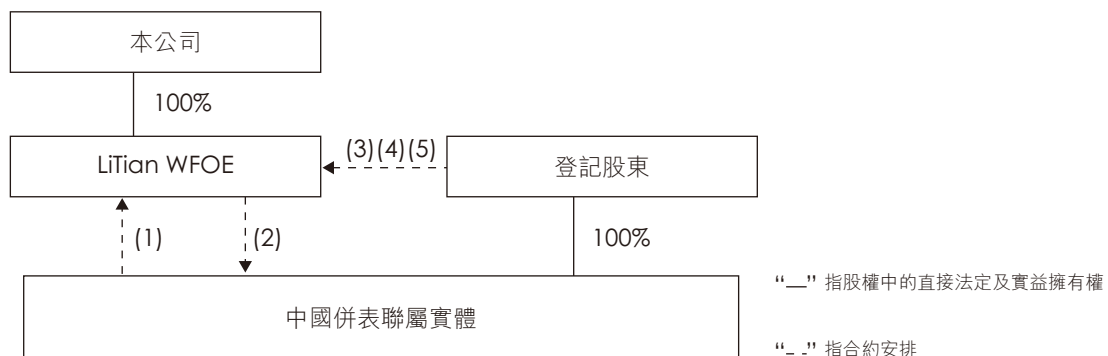 本公司
100%
LiTian WFOE
(3)(4)(5)
登記股東
(1)
(2)
100%
中國併表聯屬實體
“—” 指股權中的直接法定及實益擁有權
“- -” 指合約安排